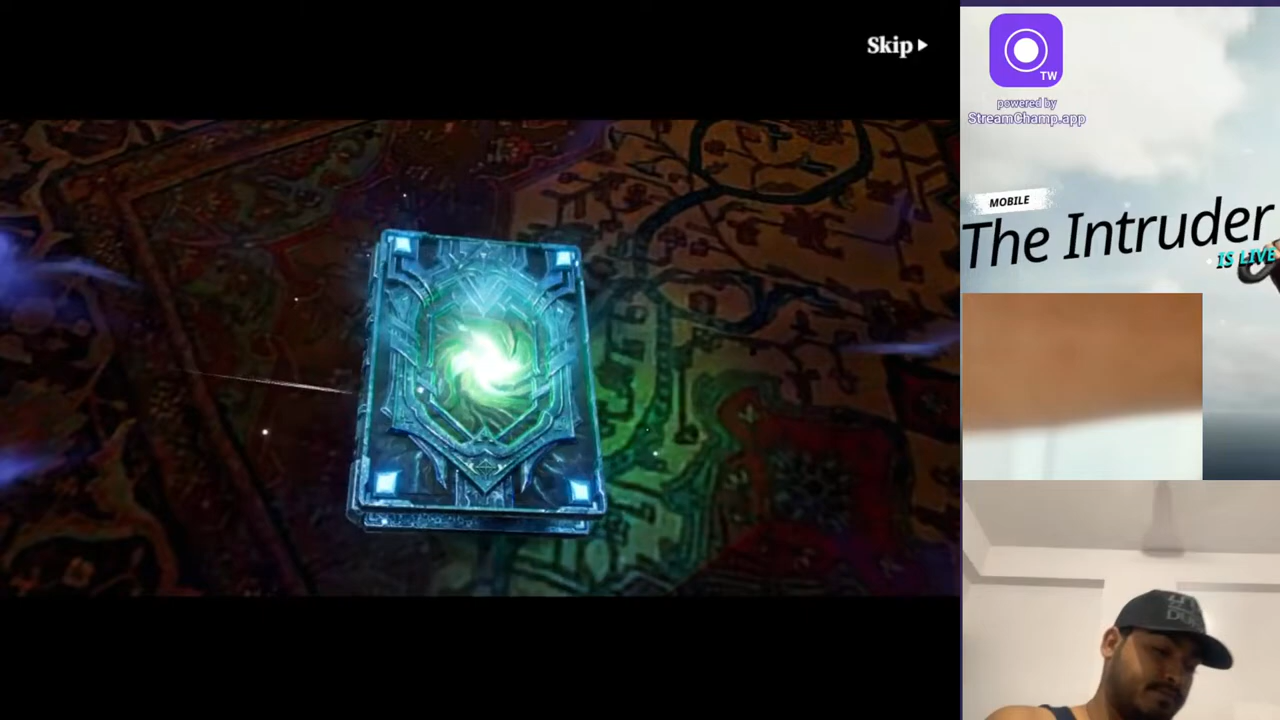 Skip
TW
powered by
StreamChamp.app
MOBILE
The Intruder
IS LIVE